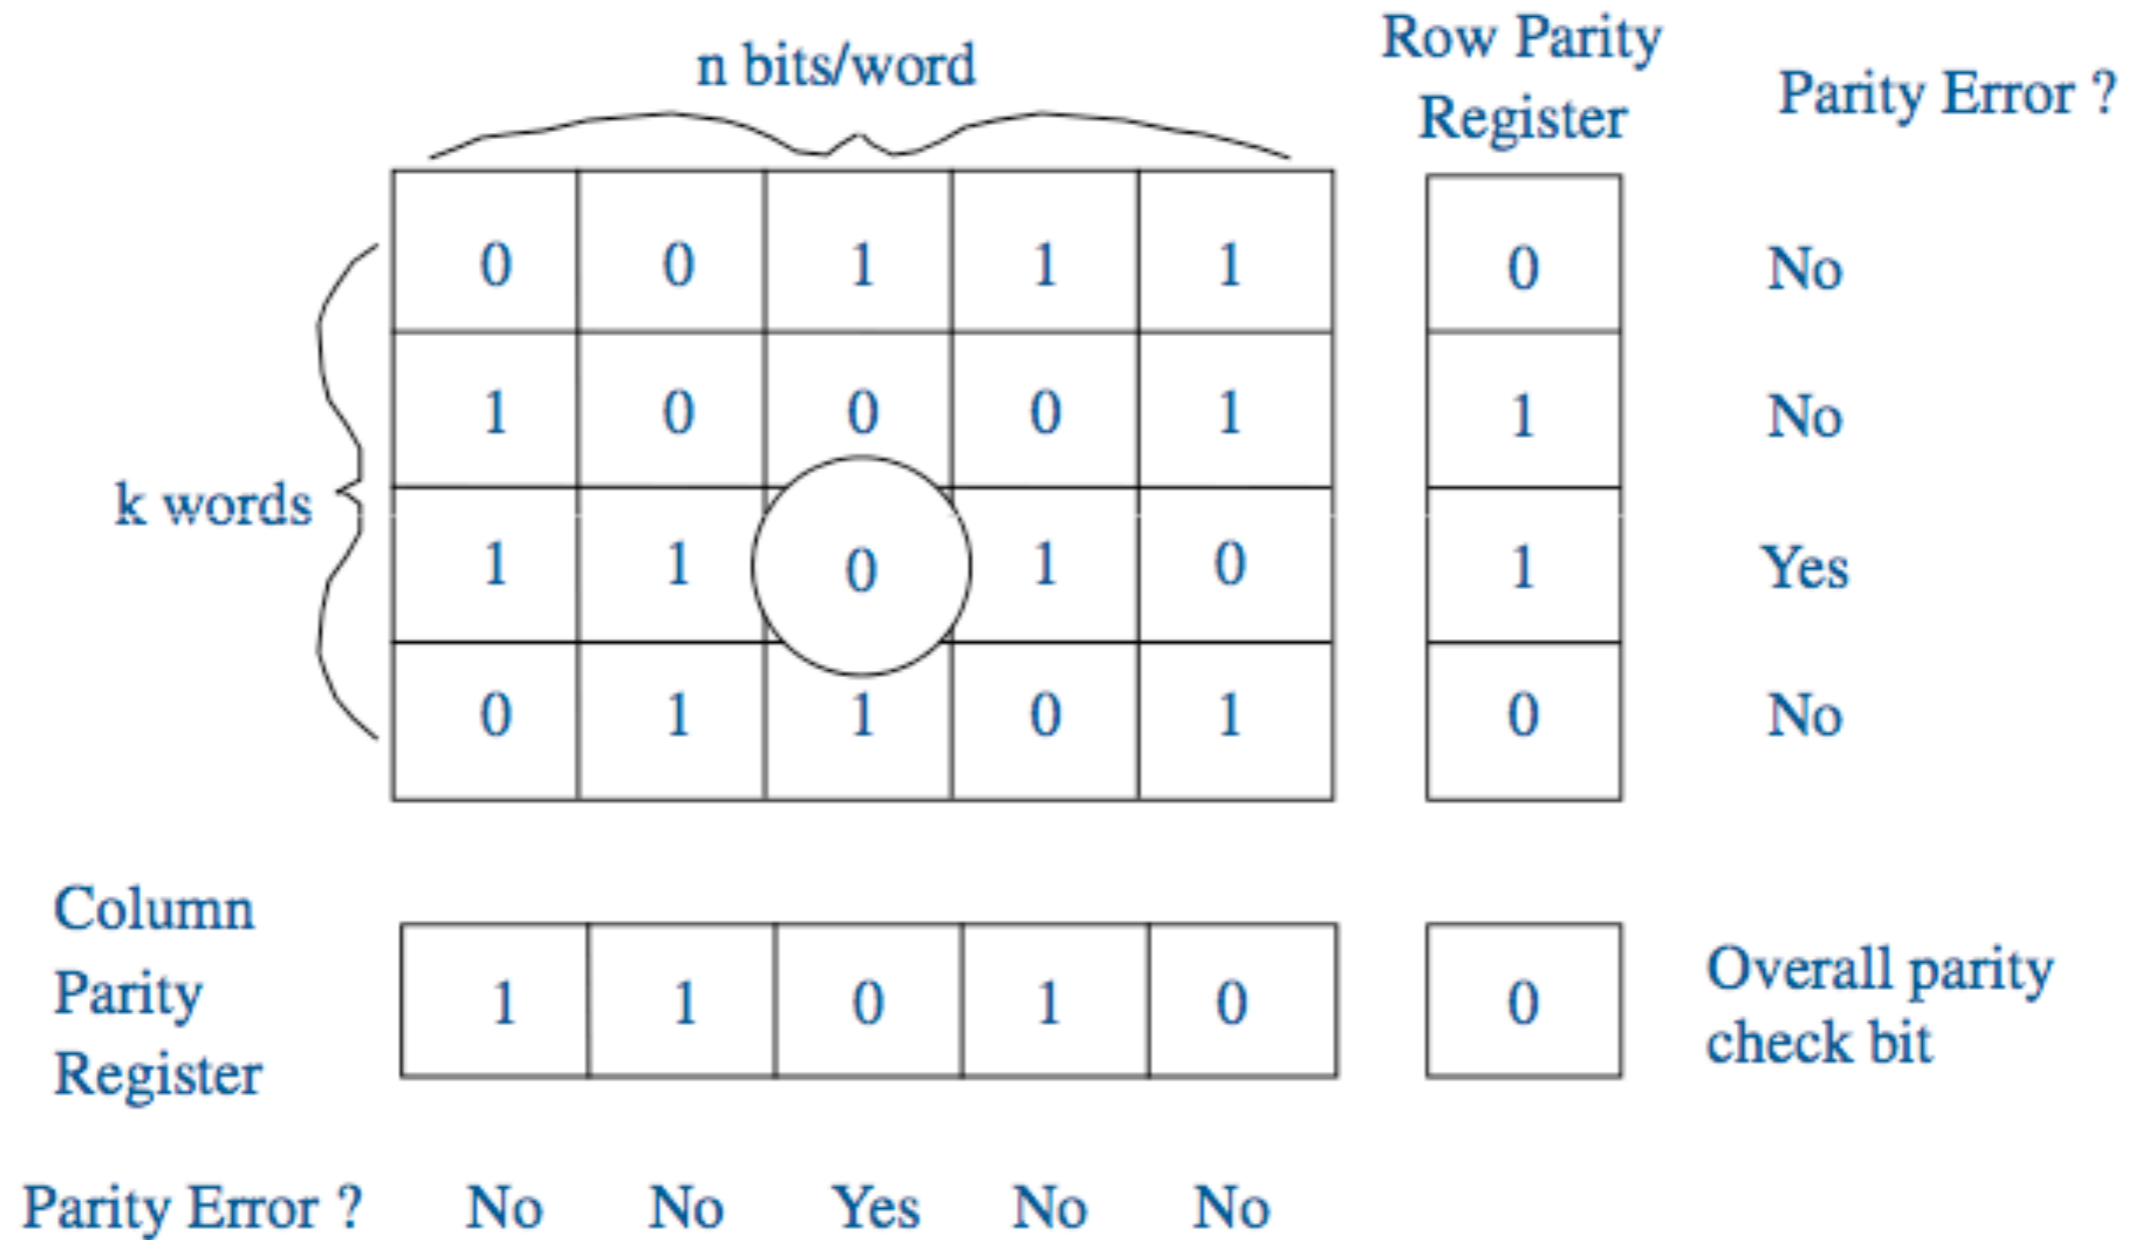 Row Parity
Register
n bits/word
Parity Error ?
0 0 1 1 1 0 No
1 0 0 0 1 1 No
k words
1 1 0 1 0 1 Yes
0 1 1 0 1 0 No
Column
Parity
Register
1 1 0 1 0 0
Overall parity
check bit
Parity Error ? No No Yes No No